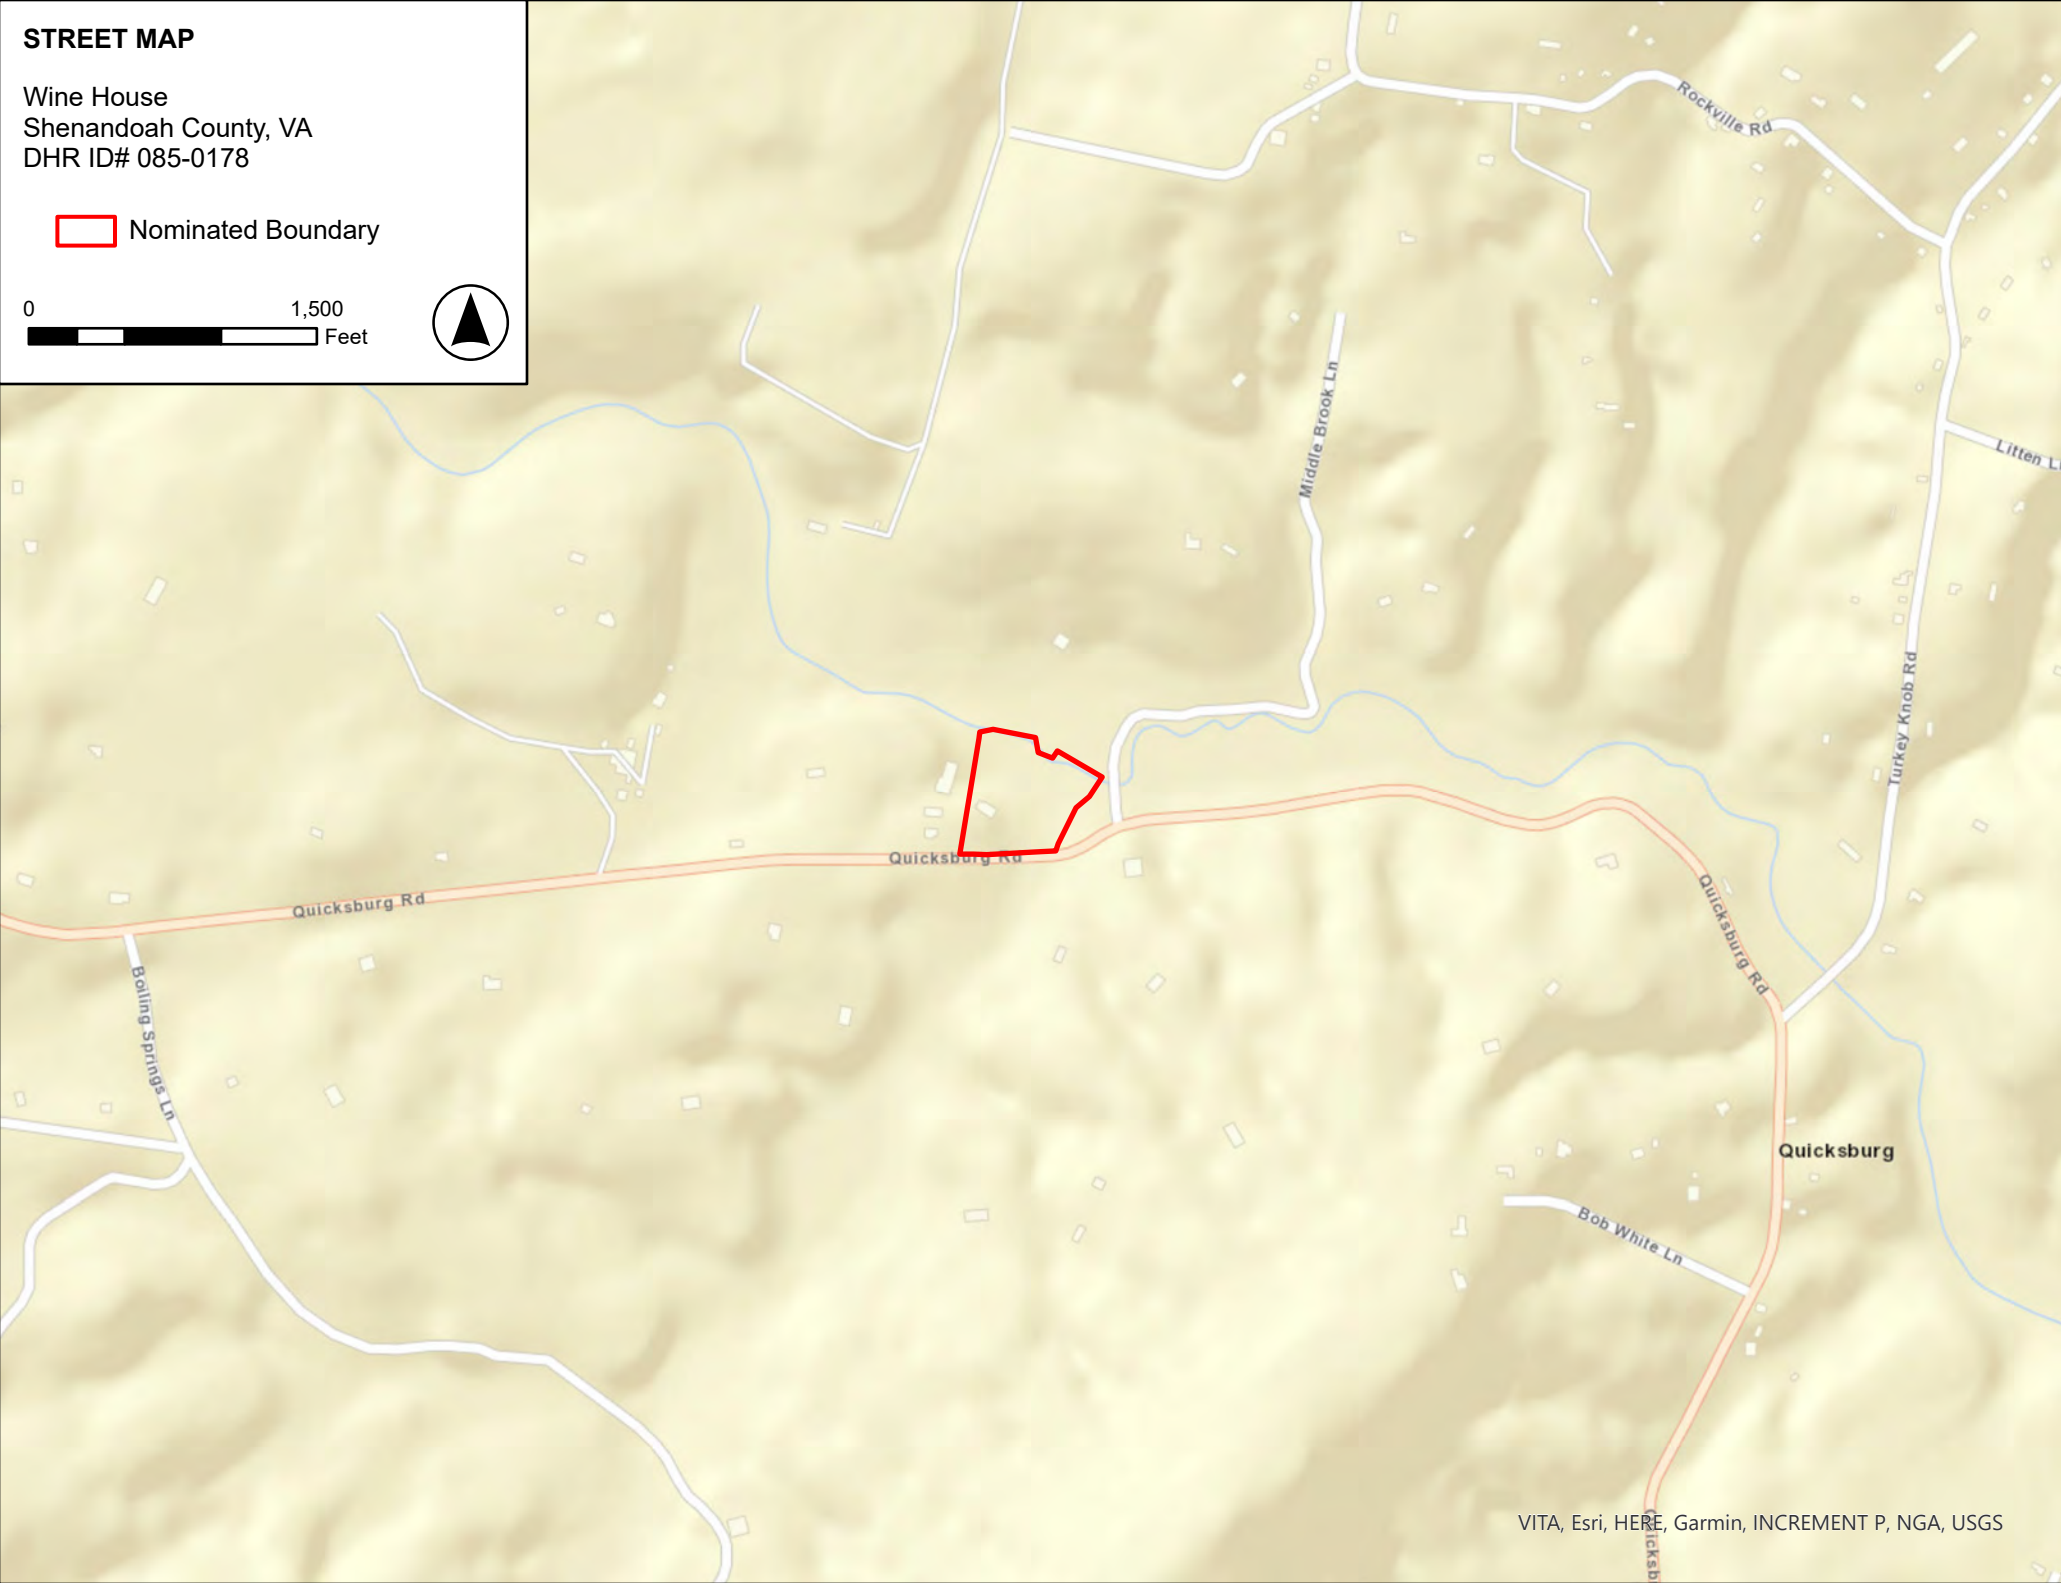 STREET MAP
Wine House
Shenandoah County, VA
DHR ID# 085-0178
Nominated Boundary
0 1,500
Feet
Rockville Rd
Middle Brook Ln
Litten
Turkey Knob Rd
Quicksburg Rd
Quicksburg Rd
Quicksburg Rd
Boiling Springs Ln
Quicksburg
Bob White Ln
VITA, Esri, HERE, Garmin, INCREMENT P, NGA, USGS